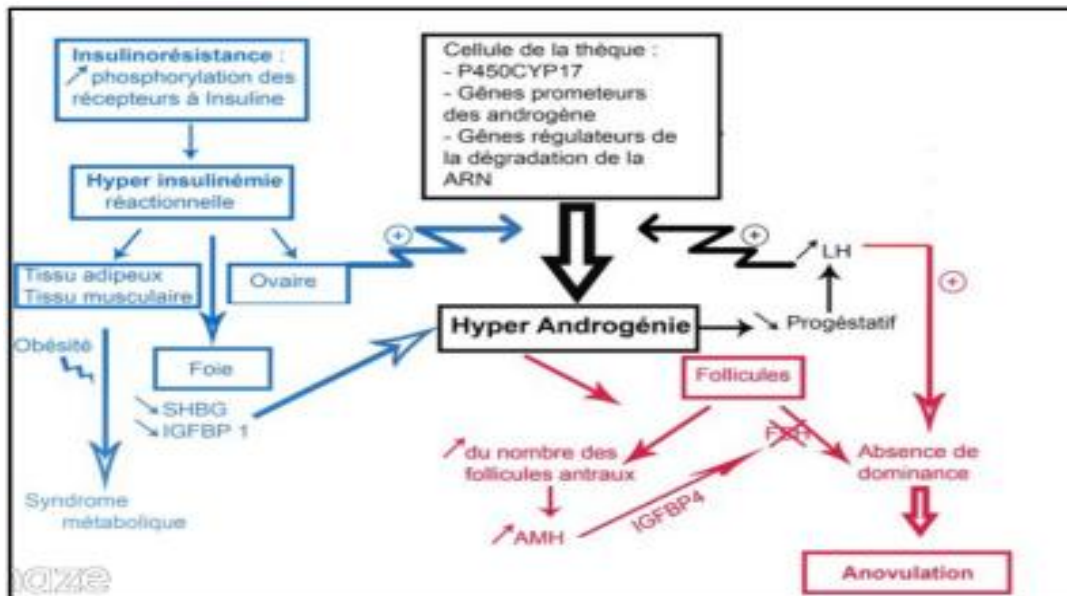 Insulinorésistance :
↗ phosphorylation des
récepteurs à Insuline
Hyper insulinémie
réactionnelle
Tissu adipeux
Tissu musculaire
Ovaire
Obésité
Foie
↘ SHBG
↘ IGFBP 1
Syndrome
métabolique
Cellule de la thèque :
- P450CYP17
- Gênes prometeurs
des androgène
- Gênes régulateurs de
la dégradation de la
ARN
+
+
↗ LH
+
Hyper Androgénie
↘ Progéstatif
Follicules
↗ du nombre des
follicules antraux
↗ AMH
IGFBP4
FSH
Absence de
dominance
Anovulation